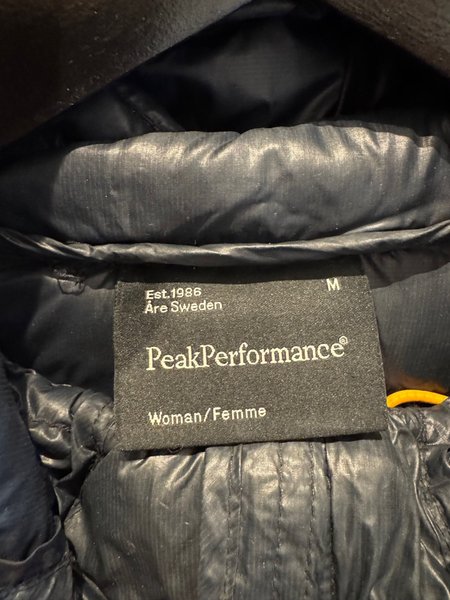 Est.1986 M
Åre Sweden
PeakPerformance®
Woman/Femme